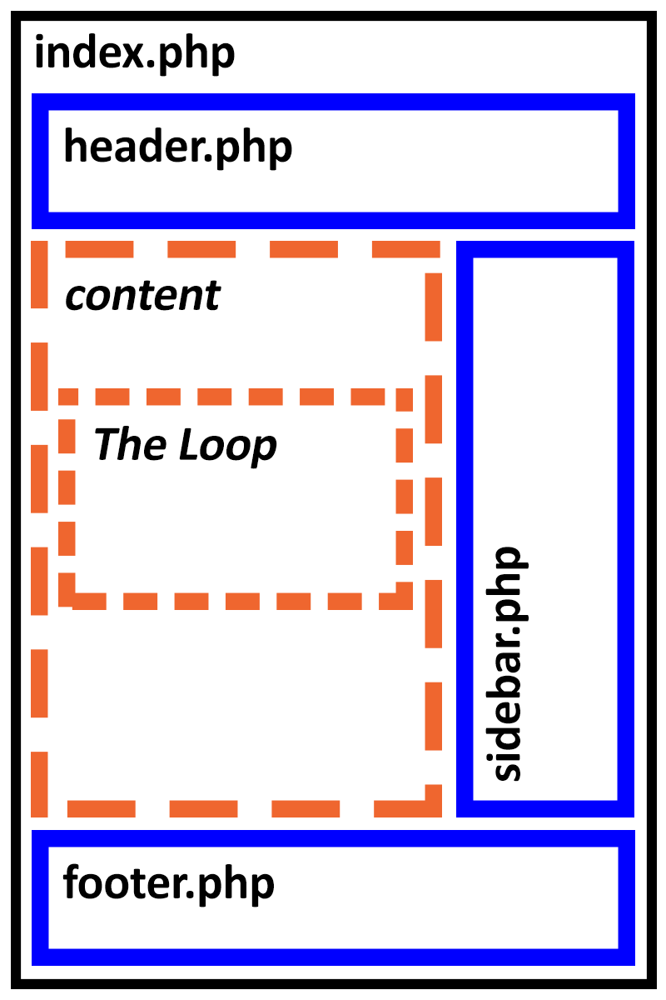 index.php
header.php
content
The Loop
sidebar.php
footer.php